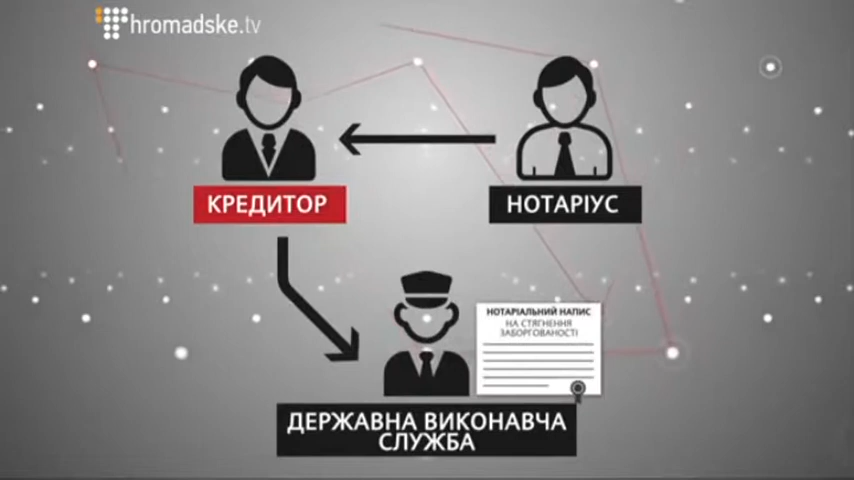 hromadske.tv
КРЕДИТОР
НОТАРІУС
НОТАРІАЛЬНИЙ НАПИС
НА СТЯГНЕННЯ
ЗАБОРГОВАНОСТІ
ДЕРЖАВНА ВИКОНАВЧА
СЛУЖБА